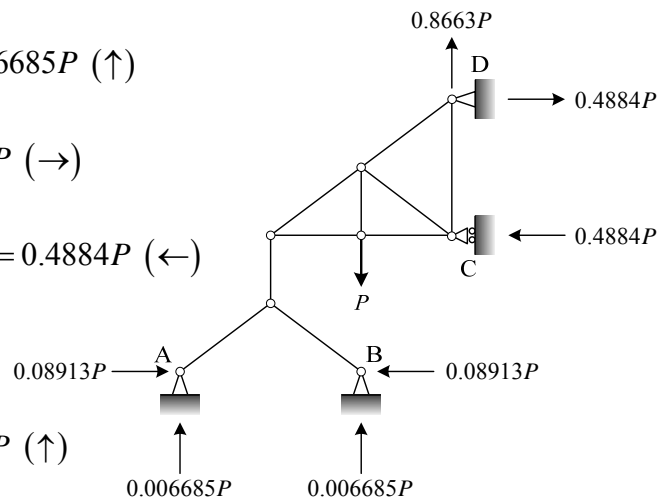 0.8663P
6685P (↑)
D
0.4884P
P (→)
= 0.4884P (←)
0.4884P
C
P
A
B
0.08913P
0.08913P
P (↑)
0.006685P
0.006685P